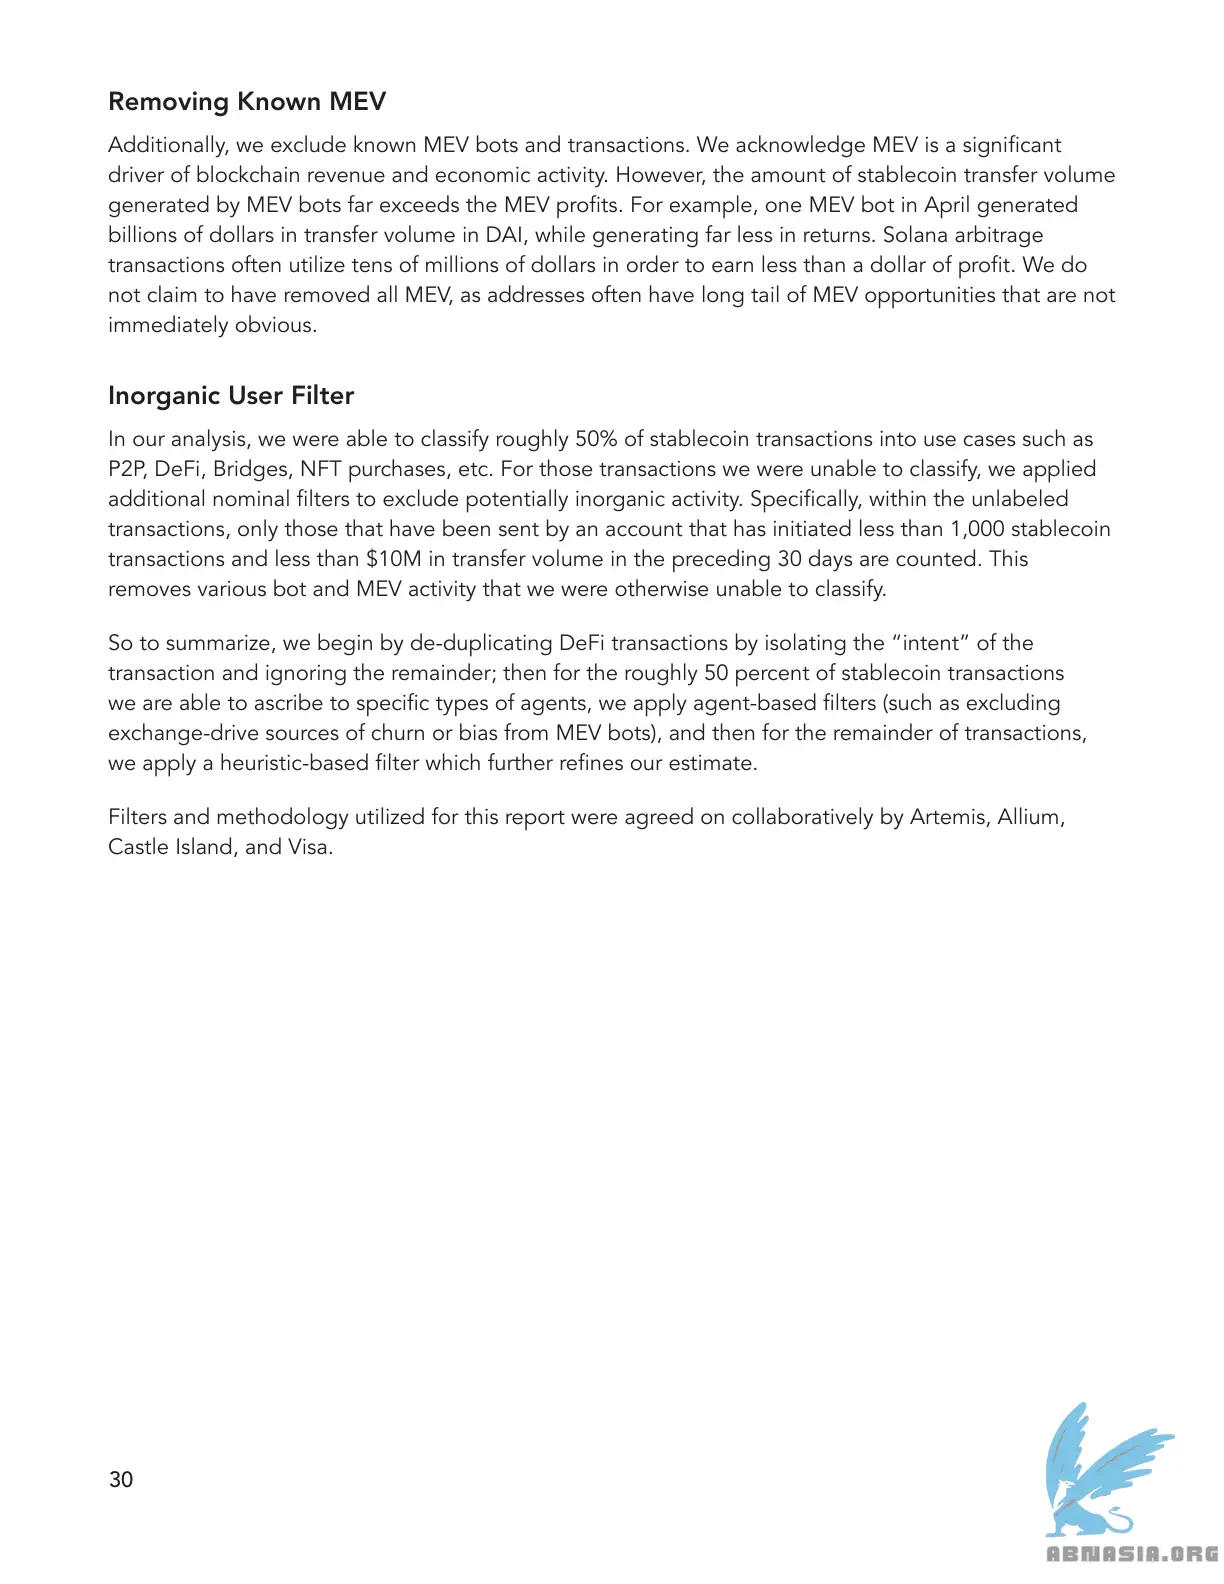 Removing Known MEV
Additionally, we exclude known MEV bots and transactions. We acknowledge MEV is a significant
driver of blockchain revenue and economic activity. However, the amount of stablecoin transfer volume
generated by MEV bots far exceeds the MEV profits. For example, one MEV bot in April generated
billions of dollars in transfer volume in DAI, while generating far less in returns. Solana arbitrage
transactions often utilize tens of millions of dollars in order to earn less than a dollar of profit. We do
not claim to have removed all MEV, as addresses often have long tail of MEV opportunities that are not
immediately obvious.
Inorganic User Filter
In our analysis, we were able to classify roughly 50% of stablecoin transactions into use cases such as
P2P, DeFi, Bridges, NFT purchases, etc. For those transactions we were unable to classify, we applied
additional nominal filters to exclude potentially inorganic activity. Specifically, within the unlabeled
transactions, only those that have been sent by an account that has initiated less than 1,000 stablecoin
transactions and less than $10M in transfer volume in the preceding 30 days are counted. This
removes various bot and MEV activity that we were otherwise unable to classify.
So to summarize, we begin by de-duplicating DeFi transactions by isolating the “intent” of the
transaction and ignoring the remainder; then for the roughly 50 percent of stablecoin transactions
we are able to ascribe to specific types of agents, we apply agent-based filters (such as excluding
exchange-drive sources of churn or bias from MEV bots), and then for the remainder of transactions,
we apply a heuristic-based filter which further refines our estimate.
Filters and methodology utilized for this report were agreed on collaboratively by Artemis, Allium,
Castle Island, and Visa.
30
ABNASIA.ORG